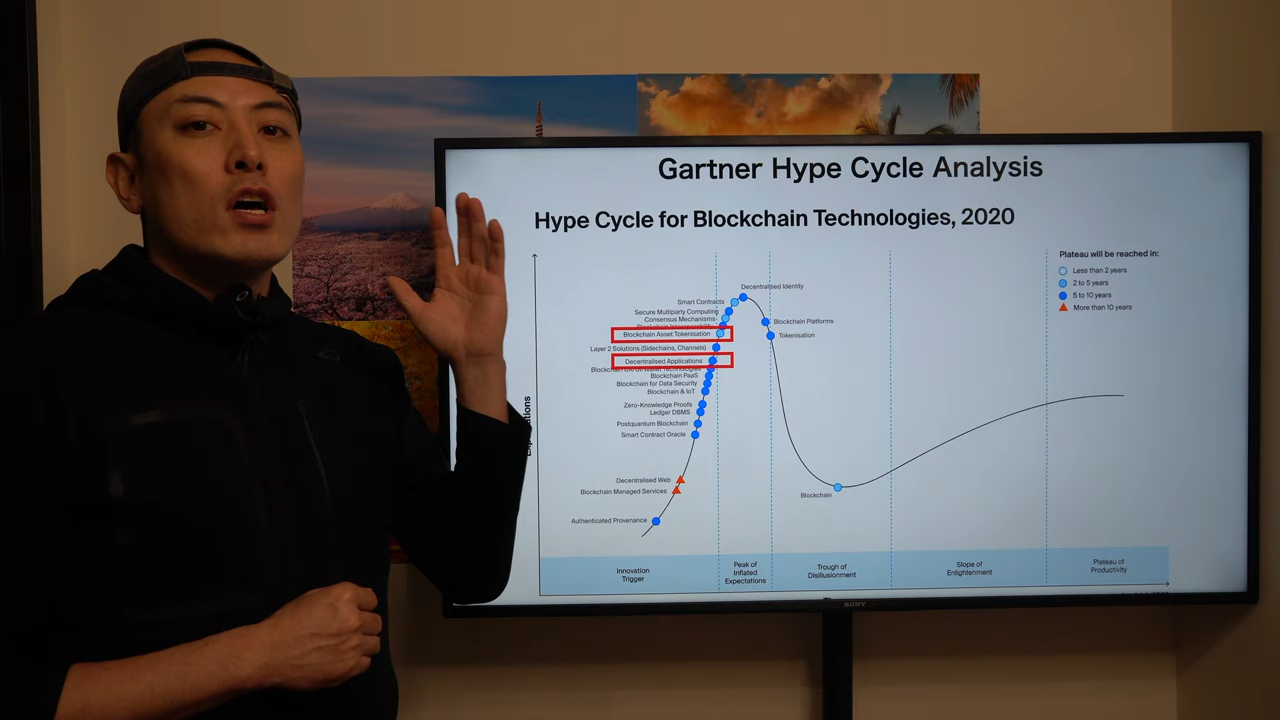 Gartner Hype Cycle Analysis
Hype Cycle for Blockchain Technologies, 2020
Plateau will be reached in:
Less than 2 years
2 to 5 years
5 to 10 years
More than 10 years
Decentralised Identity
Smart Contracts
Secure Multiparty Computing
Consensus Mechanisms
Blockchain Asset Tokenisation
Layer 2 Solutions (Sidechains, Channels)
Decentralised Applications
Blockchain PaaS
Blockchain for Data Security
Blockchain & IoT
Zero-Knowledge Proofs
Ledger DBMS
Postquantum Blockchain
Smart Contract Oracle
Decentralised Web
Blockchain Managed Services
Authenticated Provenance
Blockchain Platforms
Tokenisation
Blockchain
Innovation
Trigger
Peak of
Inflated
Expectations
Trough of
Disillusionment
Slope of
Enlightenment
Plateau of
Productivity
SONY